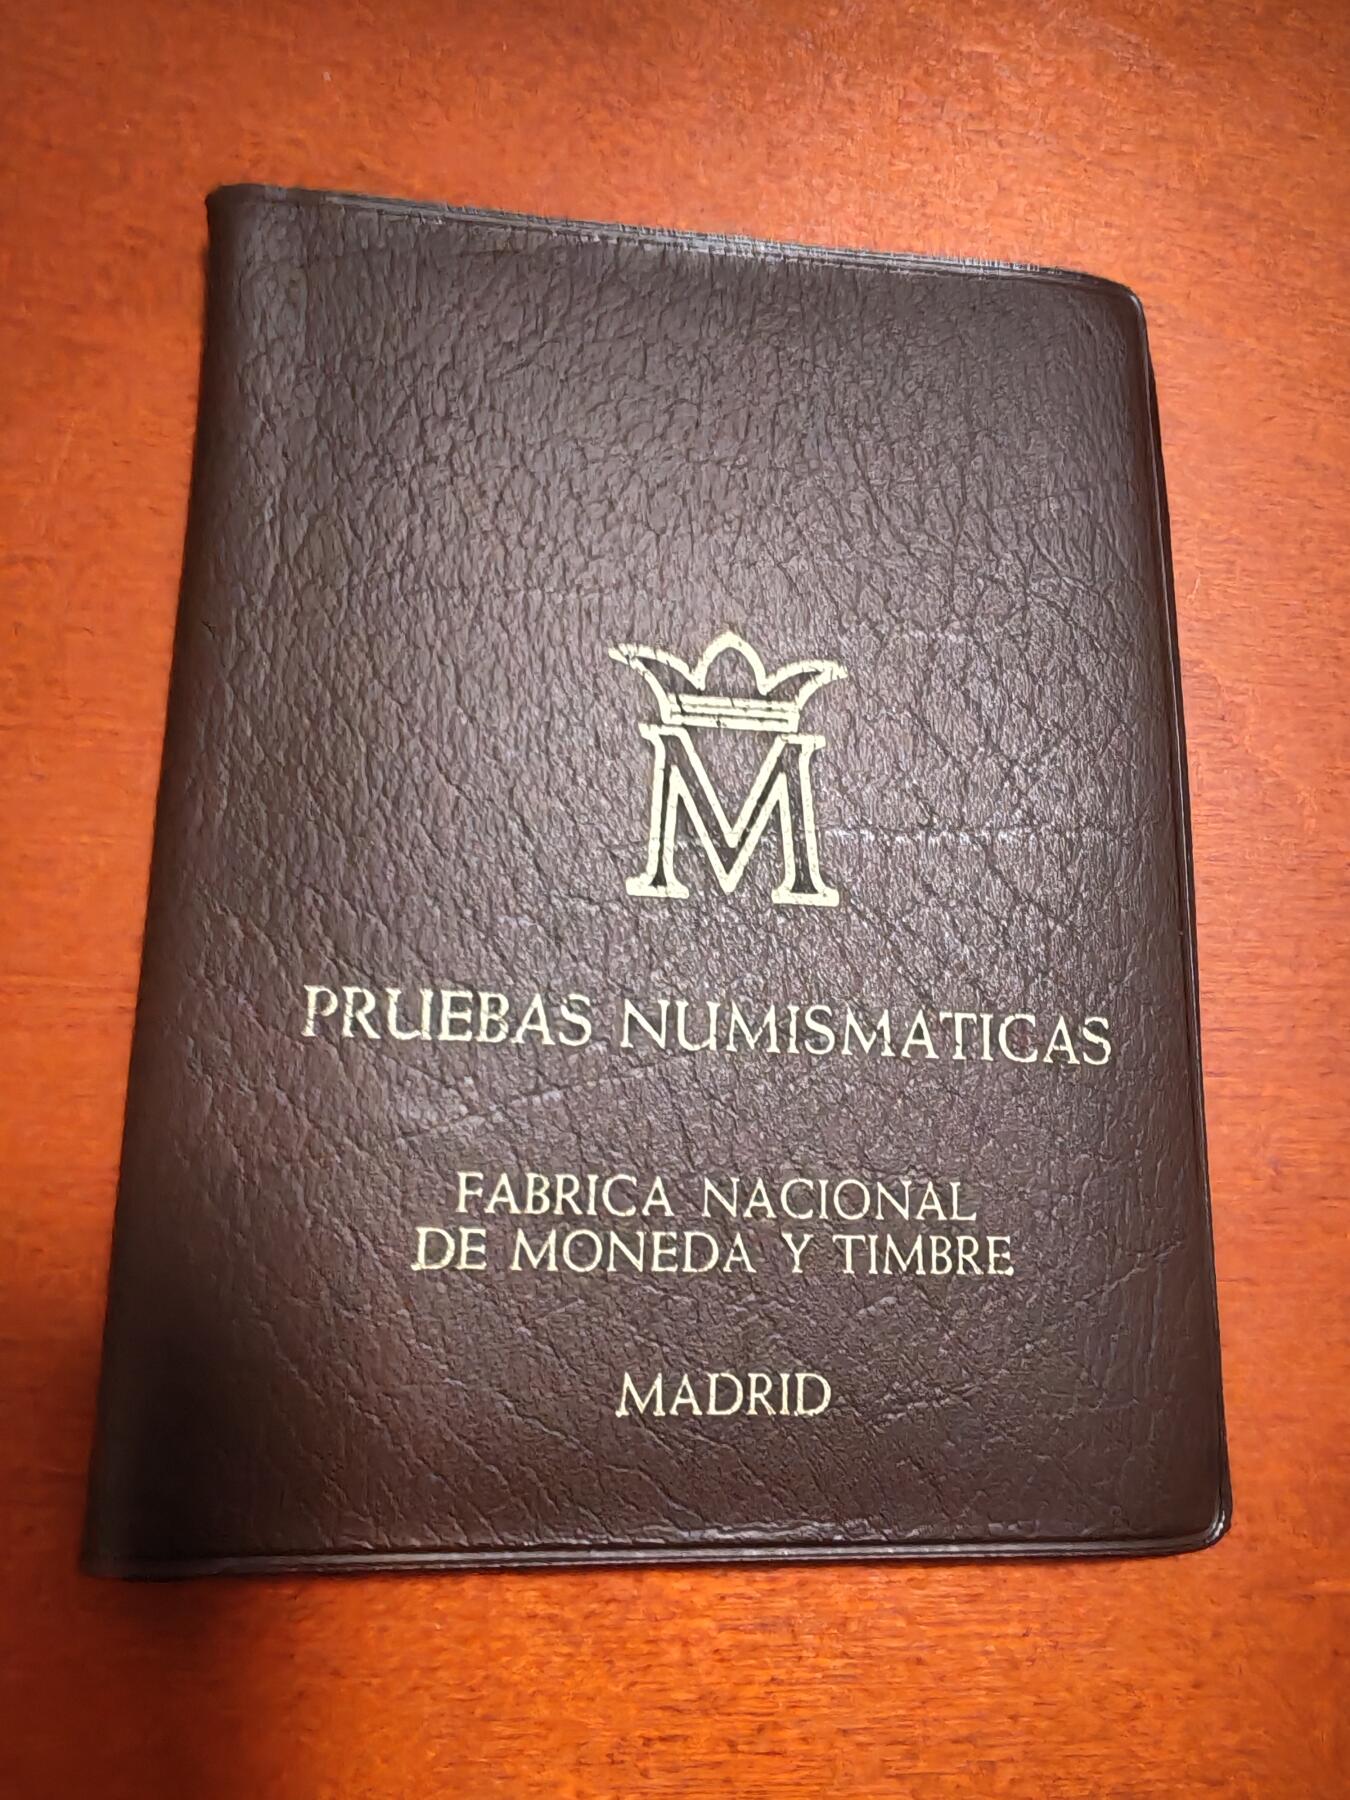 M
PRUEBAS NUMISMATICAS
FABRICA NACIONAL
DE MONEDA Y TIMBRE
MADRID